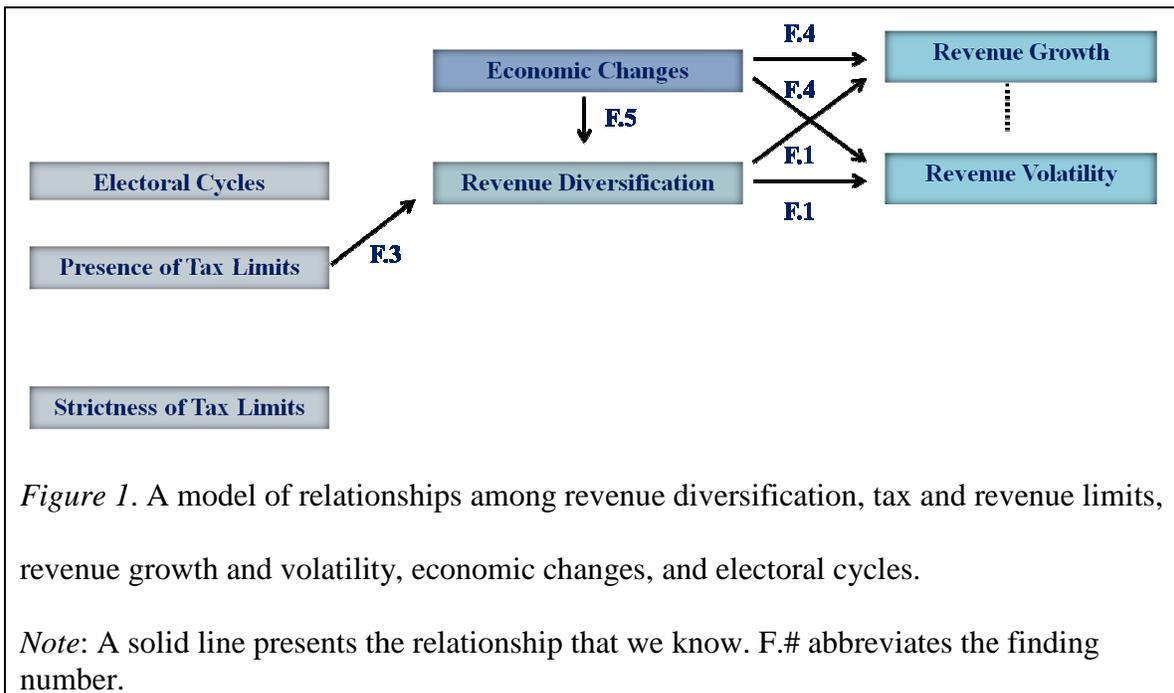 F.4
Revenue Growth
Economic Changes
F.4
F.5
F.1
Electoral Cycles
Revenue Diversification
Revenue Volatility
F.1
Presence of Tax Limits
F.3
Strictness of Tax Limits
Figure 1. A model of relationships among revenue diversification, tax and revenue limits,
revenue growth and volatility, economic changes, and electoral cycles.
Note: A solid line presents the relationship that we know. F.# abbreviates the finding
number.